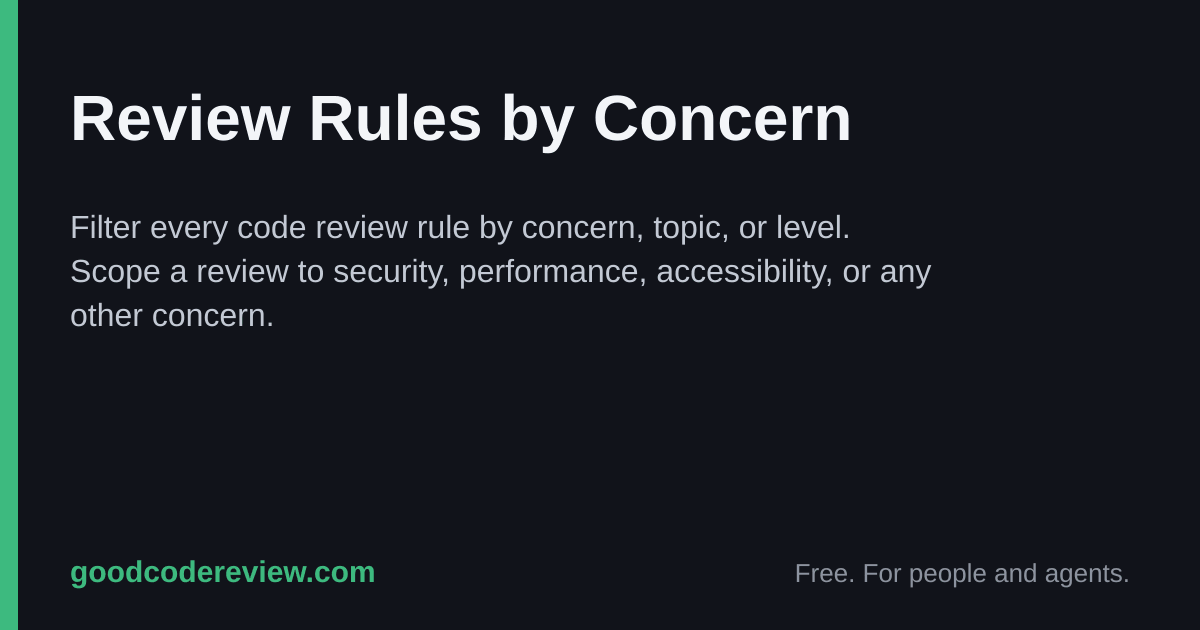 Review Rules by Concern
Filter every code review rule by concern, topic, or level.
Scope a review to security, performance, accessibility, or any
other concern.
goodcodereview.com
Free. For people and agents.